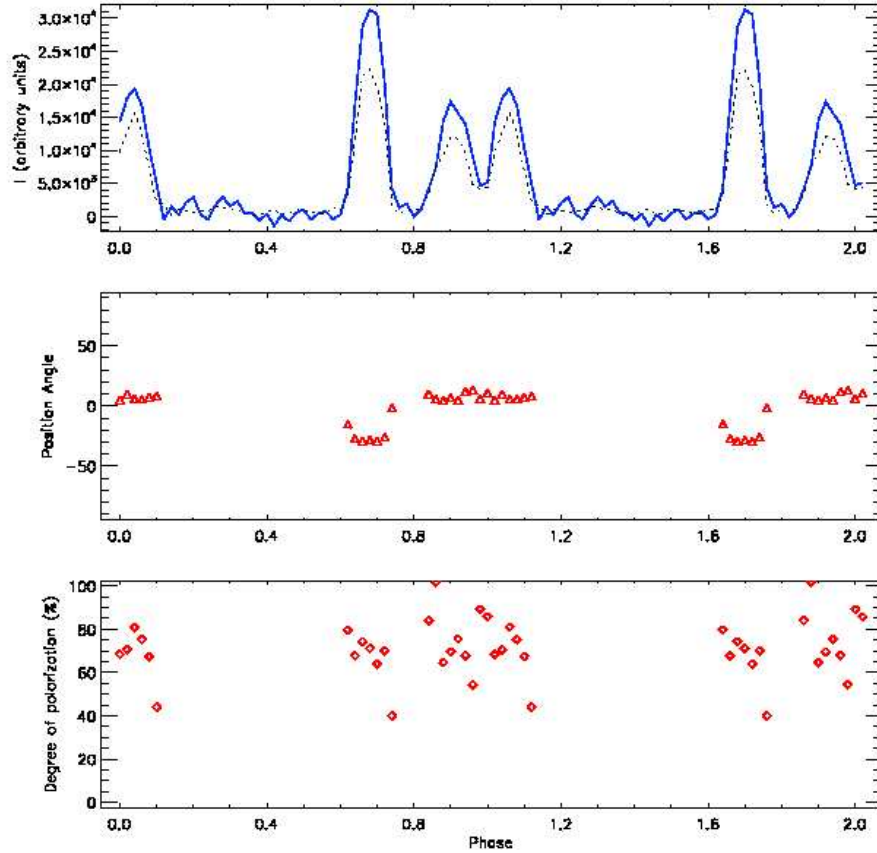 I (arbitrary units)
3.0×10⁴
2.5×10⁴
2.0×10⁴
1.5×10⁴
1.0×10⁴
5.0×10³
0
0.0 0.4 0.8 1.2 1.6 2.0
Position Angle
50
0
−50
0.0 0.4 0.8 1.2 1.6 2.0
Degree of polarization (%)
100
80
60
40
20
0
0.0 0.4 0.8 1.2 1.6 2.0
Phase